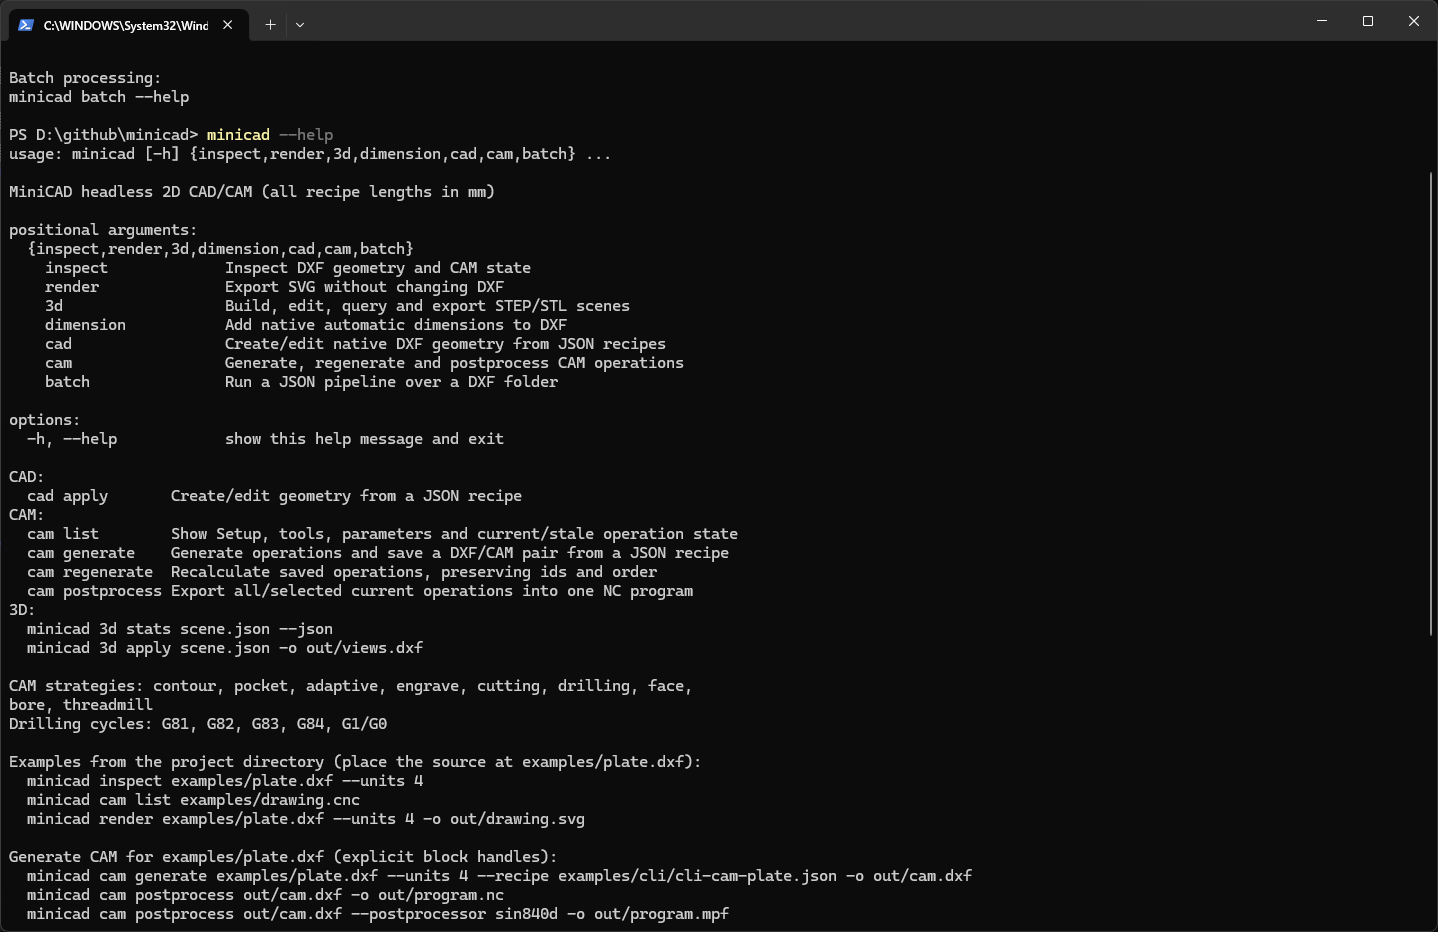 C:\WINDOWS\System32\Wind
Batch processing:
minicad batch --help
PS D:\github\minicad> minicad --help
usage: minicad [-h] {inspect,render,3d,dimension,cad,cam,batch} ...
MiniCAD headless 2D CAD/CAM (all recipe lengths in mm)
positional arguments:
  {inspect,render,3d,dimension,cad,cam,batch}
    inspect             Inspect DXF geometry and CAM state
    render              Export SVG without changing DXF
    3d                  Build, edit, query and export STEP/STL scenes
    dimension           Add native automatic dimensions to DXF
    cad                 Create/edit native DXF geometry from JSON recipes
    cam                 Generate, regenerate and postprocess CAM operations
    batch               Run a JSON pipeline over a DXF folder
options:
  -h, --help            show this help message and exit
CAD:
  cad apply       Create/edit geometry from a JSON recipe
CAM:
  cam list        Show Setup, tools, parameters and current/stale operation state
  cam generate    Generate operations and save a DXF/CAM pair from a JSON recipe
  cam regenerate  Recalculate saved operations, preserving ids and order
  cam postprocess Export all/selected current operations into one NC program
3D:
  minicad 3d stats scene.json --json
  minicad 3d apply scene.json -o out/views.dxf
CAM strategies: contour, pocket, adaptive, engrave, cutting, drilling, face,
bore, threadmill
Drilling cycles: G81, G82, G83, G84, G1/G0
Examples from the project directory (place the source at examples/plate.dxf):
  minicad inspect examples/plate.dxf --units 4
  minicad cam list examples/drawing.cnc
  minicad render examples/plate.dxf --units 4 -o out/drawing.svg
Generate CAM for examples/plate.dxf (explicit block handles):
  minicad cam generate examples/plate.dxf --units 4 --recipe examples/cli/cli-cam-plate.json -o out/cam.dxf
  minicad cam postprocess out/cam.dxf -o out/program.nc
  minicad cam postprocess out/cam.dxf --postprocessor sin840d -o out/program.mpf